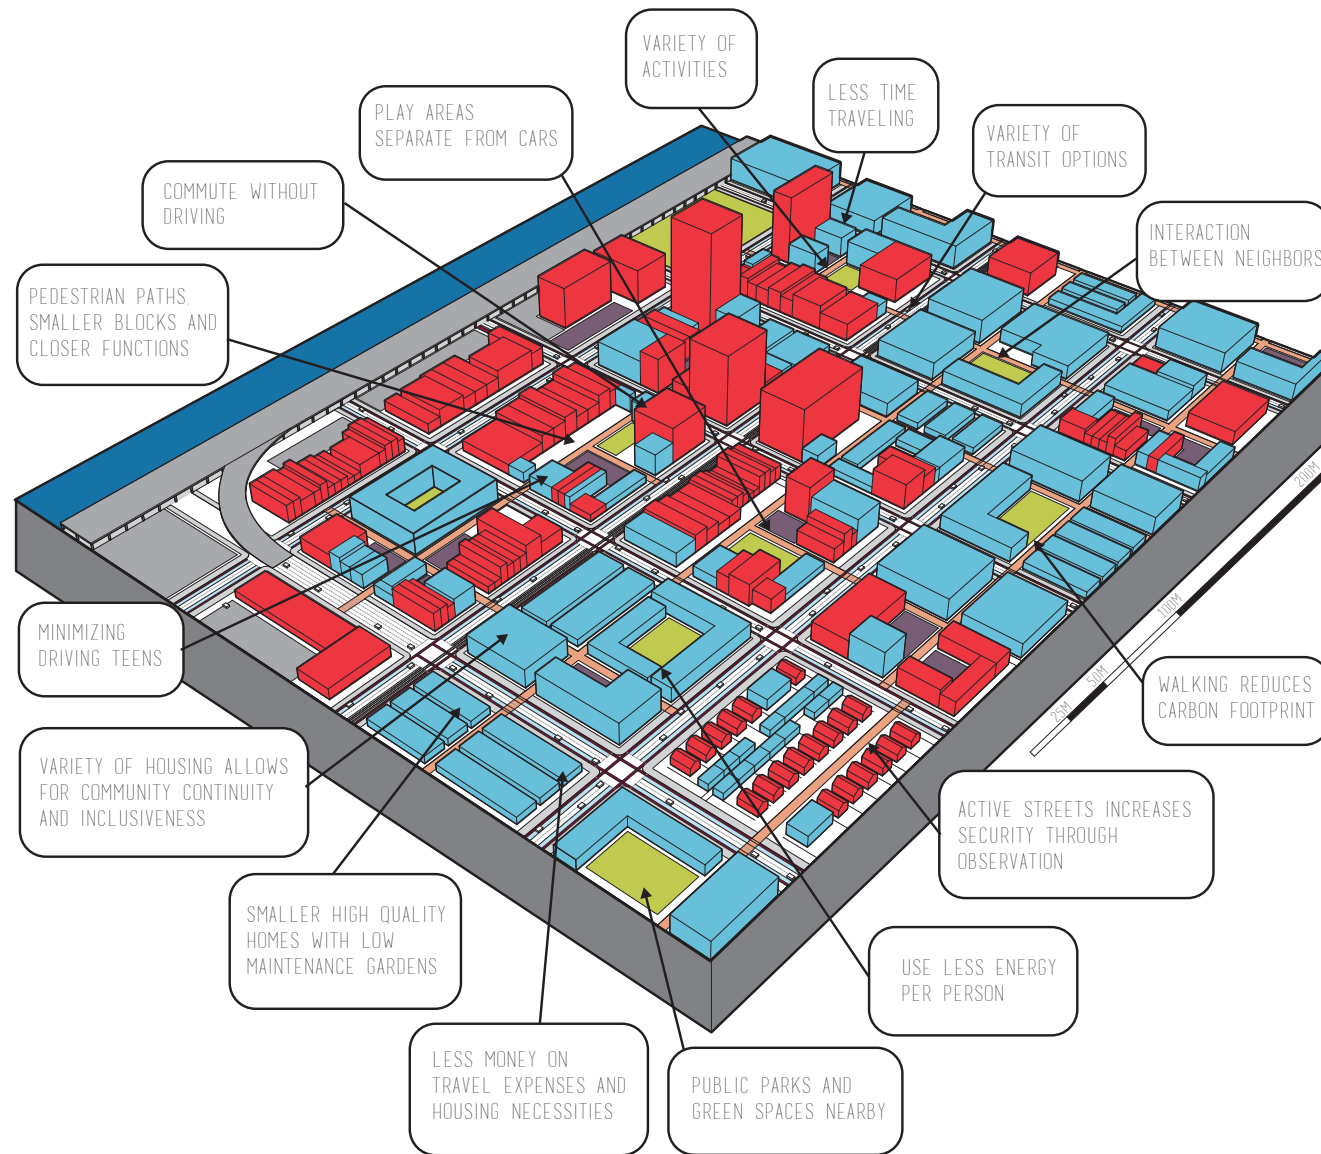 VARIETY OF
ACTIVITIES
LESS TIME
TRAVELING
PLAY AREAS
SEPARATE FROM CARS
VARIETY OF
TRANSIT OPTIONS
COMMUTE WITHOUT
DRIVING
INTERACTION
BETWEEN NEIGHBORS
PEDESTRIAN PATHS,
SMALLER BLOCKS AND
CLOSER FUNCTIONS
200M
100M
50M
25M
MINIMIZING
DRIVING TEENS
WALKING REDUCES
CARBON FOOTPRINT
VARIETY OF HOUSING ALLOWS
FOR COMMUNITY CONTINUITY
AND INCLUSIVENESS
ACTIVE STREETS INCREASES
SECURITY THROUGH
OBSERVATION
SMALLER HIGH QUALITY
HOMES WITH LOW
MAINTENANCE GARDENS
USE LESS ENERGY
PER PERSON
LESS MONEY ON
TRAVEL EXPENSES AND
HOUSING NECESSITIES
PUBLIC PARKS AND
GREEN SPACES NEARBY